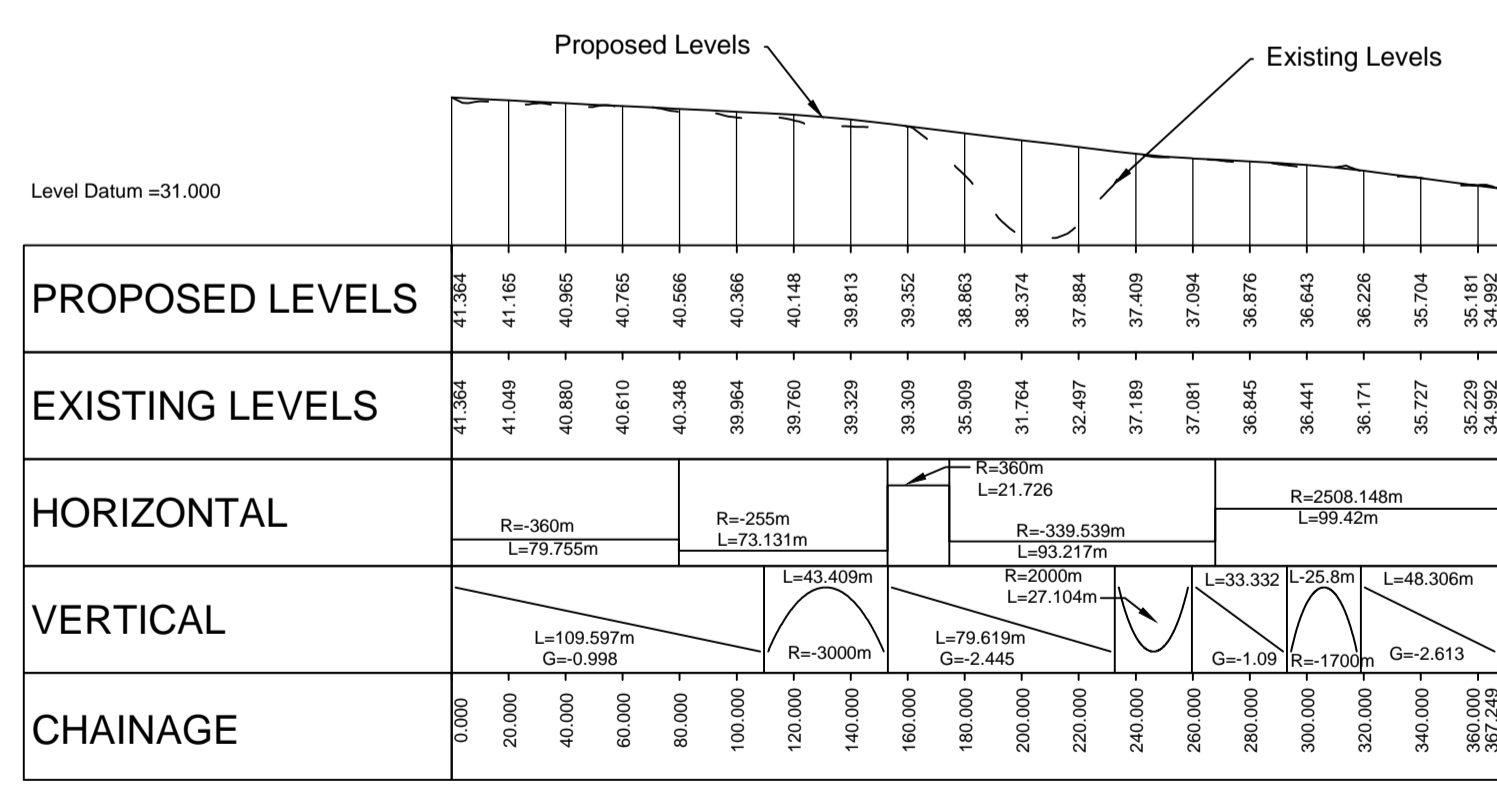 Proposed Levels
Existing Levels
Level Datum =31.000
PROPOSED LEVELS
41.364
41.165
40.965
40.765
40.566
40.366
40.148
39.813
39.352
38.863
38.374
37.884
37.409
37.094
36.876
36.643
36.226
35.704
35.181
34.992
EXISTING LEVELS
41.364
41.049
40.880
40.610
40.348
39.964
39.760
39.329
39.309
35.909
31.764
32.497
37.189
37.081
36.845
36.441
36.171
35.727
35.229
34.992
HORIZONTAL
R=-360m
L=79.755m
R=-255m
L=73.131m
R=360m
L=21.726
R=-339.539m
L=93.217m
R=2508.148m
L=99.42m
VERTICAL
L=109.597m
G=-0.998
L=43.409m
R=-3000m
L=79.619m
G=-2.445
R=2000m
L=27.104m
L=33.332
G=-1.09
L-25.8m
R=-1700m
L=48.306m
G=-2.613
CHAINAGE
0.000
20.000
40.000
60.000
80.000
100.000
120.000
140.000
160.000
180.000
200.000
220.000
240.000
260.000
280.000
300.000
320.000
340.000
360.000
367.249